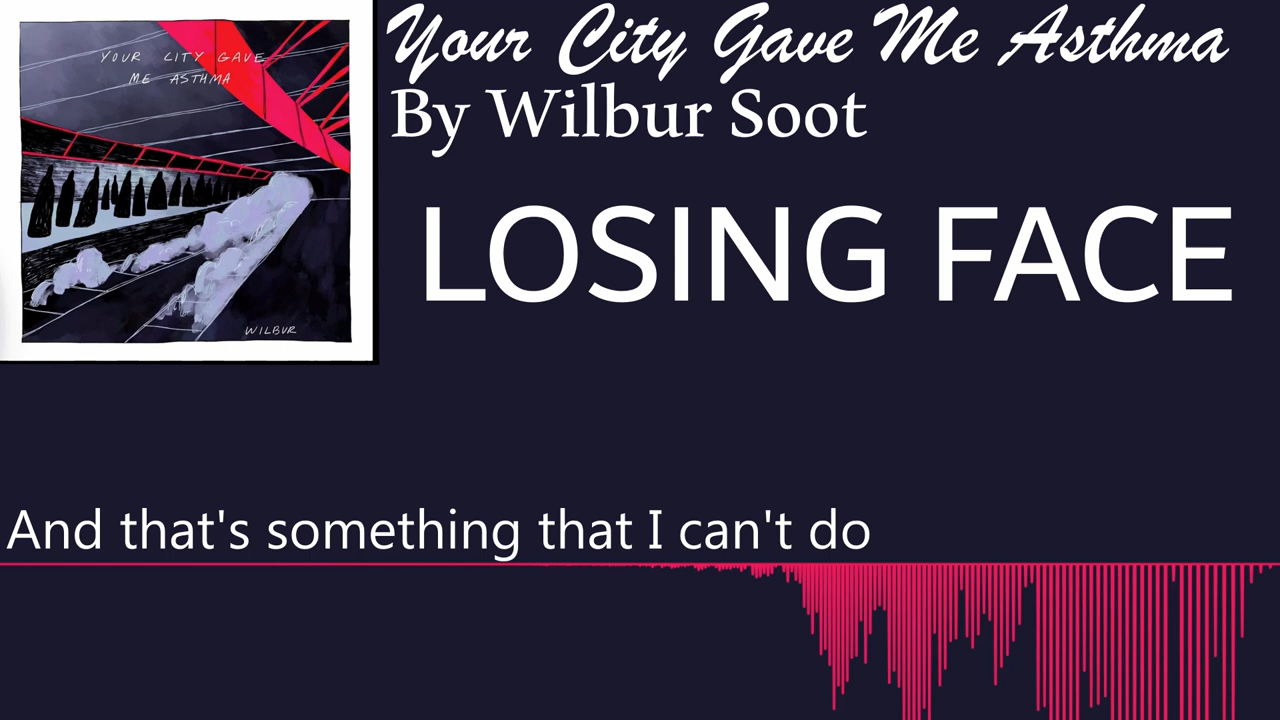 YOUR CITY GAVE
ME ASTHMA
WILBUR
Your City Gave Me Asthma
By Wilbur Soot
LOSING FACE
And that's something that I can't do